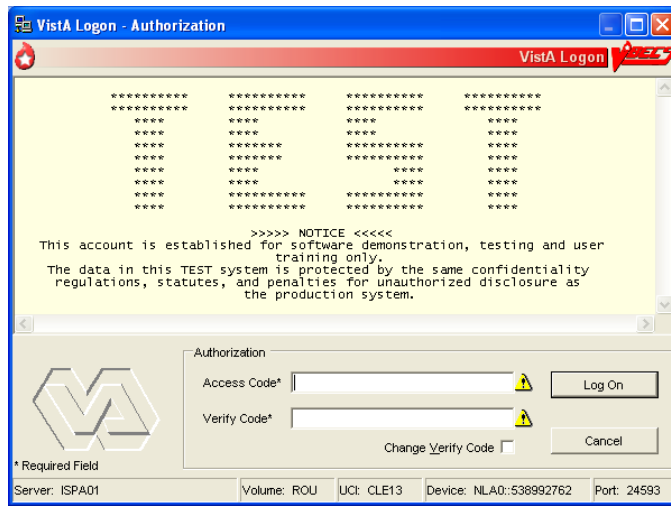 VistA Logon - Authorization
VistA Logon VBECS
********** ********** ********** **********
********** ********** ********** **********
**** **** **** ****
**** **** **** ****
**** ******* ********** ****
**** ******* ********** ****
**** **** **** ****
**** **** **** ****
**** ********** ********** ****
**** ********** ********** ****
>>>>> NOTICE <<<<<
This account is established for software demonstration, testing and user
training only.
The data in this TEST system is protected by the same confidentiality
regulations, statutes, and penalties for unauthorized disclosure as
the production system.
Authorization
Access Code*
Log On
Verify Code*
Change Verify Code
Cancel
* Required Field
Server: ISPA01 Volume: ROU UCI: CLE13 Device: NLA0::538992762 Port: 24593